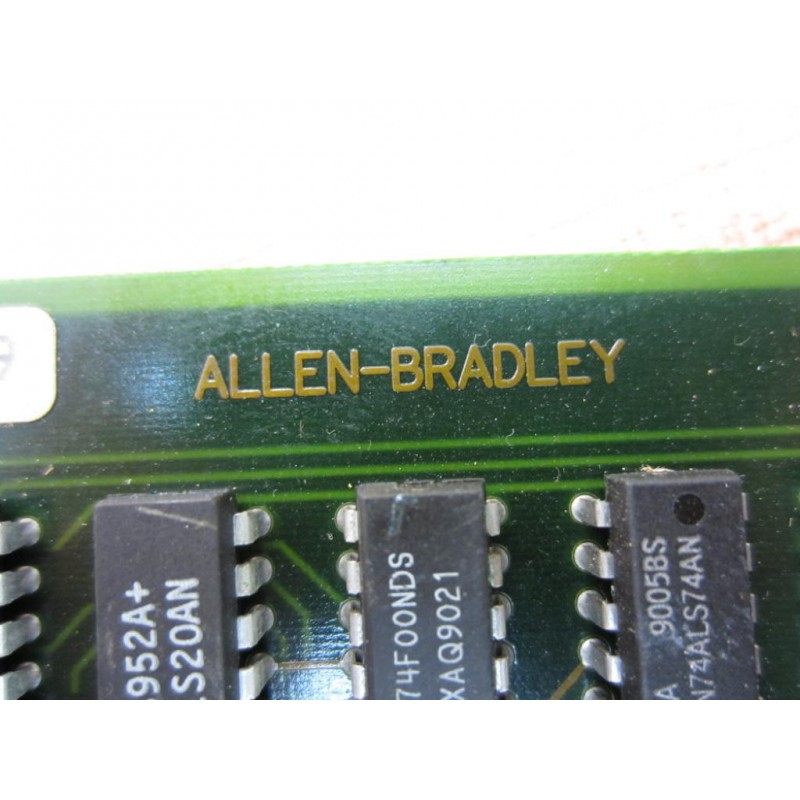 ALLEN-BRADLEY
952A+
S20AN
74F00NDS
XAQ9021
9005BS
N74ALS74AN